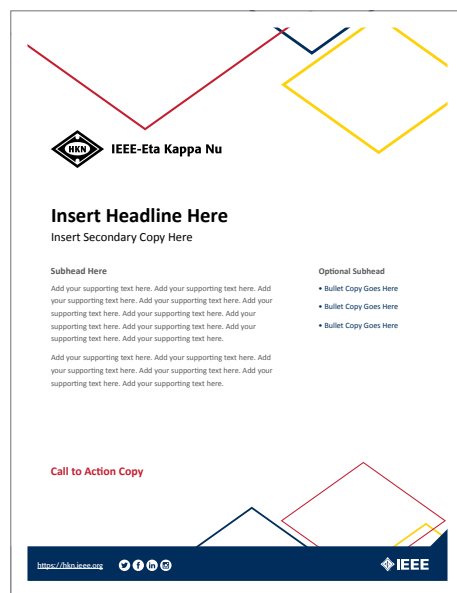 HKN
IEEE-Eta Kappa Nu
Insert Headline Here
Insert Secondary Copy Here
Subhead Here
Add your supporting text here. Add your supporting text here. Add
your supporting text here. Add your supporting text here. Add your
supporting text here. Add your supporting text here. Add your
supporting text here. Add your supporting text here. Add your
supporting text here. Add your supporting text here.
Add your supporting text here. Add your supporting text here. Add
your supporting text here. Add your supporting text here. Add your
supporting text here. Add your supporting text here.
Optional Subhead
• Bullet Copy Goes Here
• Bullet Copy Goes Here
• Bullet Copy Goes Here
Call to Action Copy
https://hkn.ieee.org
IEEE